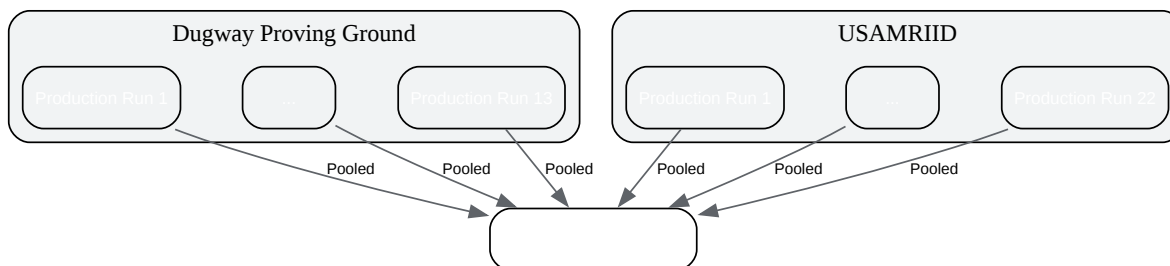 Dugway Proving Ground
USAMRIID
Production Run 1
...
Production Run 13
Production Run 1
...
Production Run 22
Pooled
Pooled
Pooled
Pooled
Pooled
Pooled